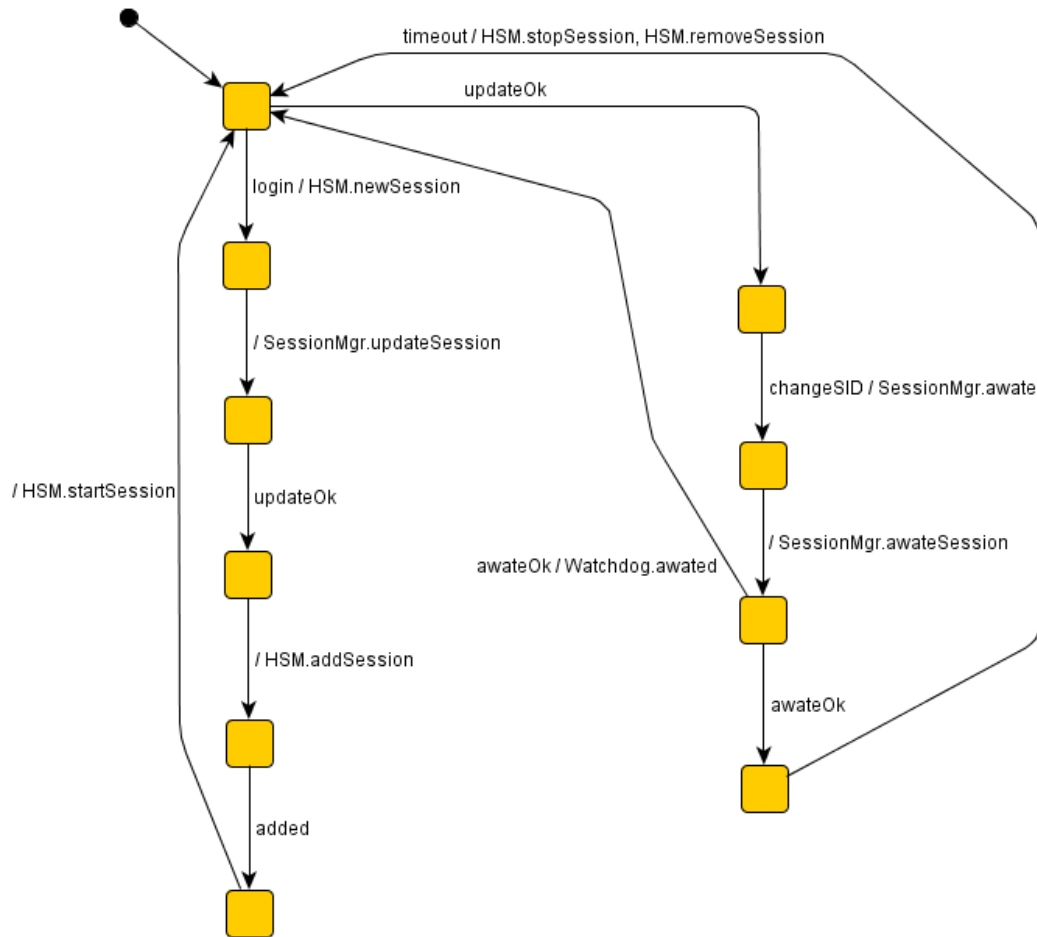 timeout / HSM.stopSession, HSM.removeSession
updateOk
login / HSM.newSession
/ SessionMgr.updateSession
changeSID / SessionMgr.awate
/ HSM.startSession
updateOk
/ SessionMgr.awateSession
awateOk / Watchdog.awated
/ HSM.addSession
awateOk
added